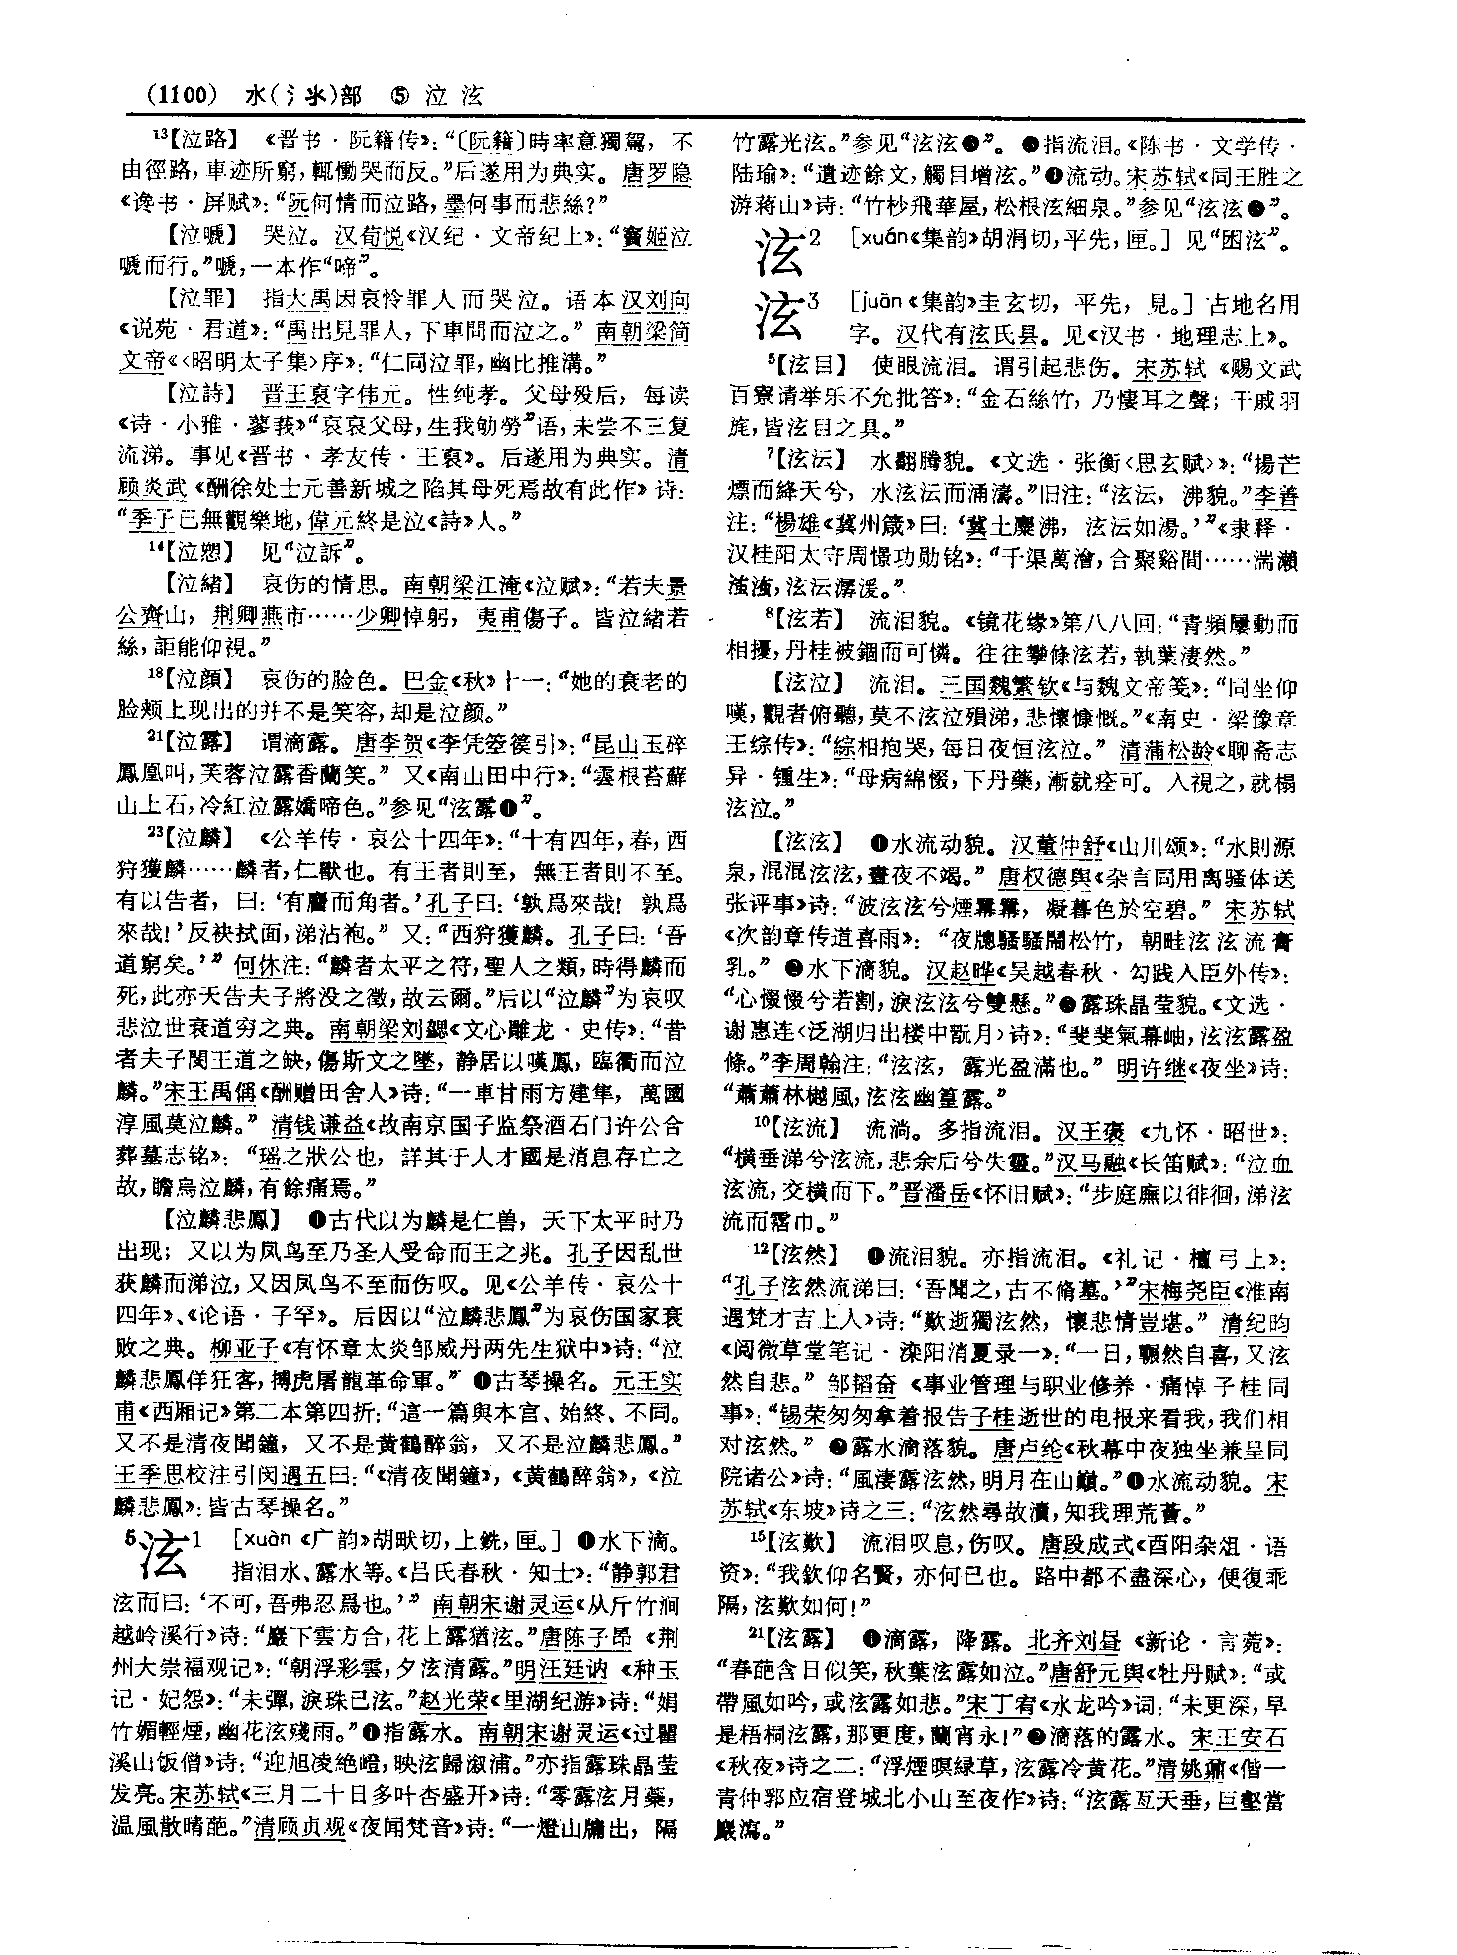 (1100) 水(氵氺)部 ⑤ 泣 泫
13【泣路】 《晋书·阮籍传》:“〔阮籍〕時率意獨駕，不
由徑路，車迹所窮，輒慟哭而反。”后遂用为典实。唐罗隐
《谗书·屏赋》:“阮何情而泣路，墨何事而悲絲？”
【泣嗁】 哭泣。汉荀悦《汉纪·文帝纪上》:“竇姬泣
嗁而行。”嗁，一本作“啼”。
【泣罪】 指大禹因哀怜罪人而哭泣。语本汉刘向
《说苑·君道》:“禹出見罪人，下車問而泣之。”南朝梁简
文帝《〈昭明太子集〉序》:“仁同泣罪，幽比推溝。”
【泣詩】 晋王裒字伟元。性纯孝。父母殁后，每读
《诗·小雅·蓼莪》“哀哀父母，生我劬勞”语，未尝不三复
流涕。事见《晋书·孝友传·王裒》。后遂用为典实。清
顾炎武《酬徐处士元善新城之陷其母死焉故有此作》诗:
“季子已無觀樂地，偉元終是泣《詩》人。”
14【泣愬】 见“泣訴”。
【泣緒】 哀伤的情思。南朝梁江淹《泣赋》:“若夫景
公齊山，荆卿燕市……少卿悼躬，夷甫傷子。皆泣緒若
絲，詎能仰視。”
18【泣顔】 哀伤的脸色。巴金《秋》十一:“她的衰老的
脸颊上现出的并不是笑容，却是泣颜。”
21【泣露】 谓滴露。唐李贺《李凭箜篌引》:“昆山玉碎
鳳凰叫，芙蓉泣露香蘭笑。”又《南山田中行》:“雲根苔蘚
山上石，冷紅泣露嬌啼色。”参见“泫露❶”。
23【泣麟】 《公羊传·哀公十四年》:“十有四年，春，西
狩獲麟……麟者，仁獸也。有王者則至，無王者則不至。
有以告者，曰:‘有麕而角者。’孔子曰:‘孰爲來哉！孰爲
來哉！’反袂拭面，涕沾袍。”又:“西狩獲麟。孔子曰:‘吾
道窮矣。’”何休注:“麟者太平之符，聖人之類，時得麟而
死，此亦天告夫子將没之徵，故云爾。”后以“泣麟”为哀叹
悲泣世衰道穷之典。南朝梁刘勰《文心雕龙·史传》:“昔
者夫子閔王道之缺，傷斯文之墜，静居以嘆鳳，臨衢而泣
麟。”宋王禹偁《酬赠田舍人》诗:“一車甘雨方建隼，萬國
淳風莫泣麟。”清钱谦益《故南京国子监祭酒石门许公合
葬墓志铭》:“瑶之狀公也，詳其于人才國是消息存亡之
故，瞻烏泣麟，有餘痛焉。”
【泣麟悲鳳】 ❶古代以为麟是仁兽，天下太平时乃
出现；又以为凤鸟至乃圣人受命而王之兆。孔子因乱世
获麟而涕泣，又因凤鸟不至而伤叹。见《公羊传·哀公十
四年》、《论语·子罕》。后因以“泣麟悲鳳”为哀伤国家衰
败之典。柳亚子《有怀章太炎邹威丹两先生狱中》诗:“泣
麟悲鳳佯狂客，搏虎屠龍革命軍。”❷古琴操名。元王实
甫《西厢记》第二本第四折:“這一篇與本宫、始終、不同。
又不是清夜聞鐘，又不是黄鶴醉翁，又不是泣麟悲鳳。”
王季思校注引闵遇五曰:“《清夜聞鐘》，《黄鶴醉翁》，《泣
麟悲鳳》:皆古琴操名。”
5泫1 [xuàn《广韵》胡畎切，上銑，匣。] ❶水下滴。
指泪水、露水等。《吕氏春秋·知士》:“静郭君
泫而曰:‘不可，吾弗忍爲也。’”南朝宋谢灵运《从斤竹涧
越岭溪行》诗:“巖下雲方合，花上露猶泫。”唐陈子昂《荆
州大崇福观记》:“朝浮彩雲，夕泫清露。”明汪廷讷《种玉
记·妃怨》:“未彈，淚珠已泫。”赵光荣《里湖纪游》诗:“娟
竹媚輕煙，幽花泫殘雨。”❷指露水。南朝宋谢灵运《过瞿
溪山饭僧》诗:“迎旭凌绝嶝，映泫歸溆浦。”亦指露珠晶莹
发亮。宋苏轼《三月二十日多叶杏盛开》诗:“零露泫月蘂，
温風散晴葩。”清顾贞观《夜闻梵音》诗:“一燈山牖出，隔
竹露光泫。”参见“泫泫❸”。❸指流泪。《陈书·文学传·
陆瑜》:“遺迹餘文，觸目增泫。”❹流动。宋苏轼《同王胜之
游蒋山》诗:“竹杪飛華屋，松根泫細泉。”参见“泫泫❶”。
泫2 [xuán《集韵》胡涓切，平先，匣。] 见“困泫”。
泫3 [juān《集韵》圭玄切，平先，見。] 古地名用
字。汉代有泫氏县。见《汉书·地理志上》。
5【泫目】 使眼流泪。谓引起悲伤。宋苏轼《赐文武
百寮请举乐不允批答》:“金石絲竹，乃悽耳之聲；干戚羽
旄，皆泫目之具。”
7【泫沄】 水翻腾貌。《文选·张衡〈思玄赋〉》:“揚芒
熛而絳天兮，水泫沄而涌濤。”旧注:“泫沄，沸貌。”李善
注:“楊雄《冀州箴》曰:‘冀土麋沸，泫沄如湯。’”《隶释·
汉桂阳太守周憬功勋铭》:“千渠萬澮，合聚谿間……湍瀨
泫沄潺湲。”
8【泫若】 流泪貌。《镜花缘》第八八回:“青蘋屢動而
相擾，丹桂被錮而可憐。往往攀條泫若，執葉淒然。”
【泫泣】 流泪。三国魏繁钦《与魏文帝笺》:“同坐仰
嘆，觀者俯聽，莫不泫泣殞涕，悲懷慷慨。”《南史·梁豫章
王综传》:“綜相抱哭，每日夜恒泫泣。”清蒲松龄《聊斋志
异·锺生》:“母病綿惙，下丹藥，漸就痊可。入視之，就榻
泫泣。”
【泫泫】 ❶水流动貌。汉董仲舒《山川颂》:“水則源
泉，混混泫泫，晝夜不竭。”唐权德舆《杂言同用离骚体送
张评事》诗:“波泫泫兮煙羃羃，凝暮色於空碧。”宋苏轼
《次韵章传道喜雨》:“夜牕騷騷鬧松竹，朝畦泫泫流膏
乳。”❷水下滴貌。汉赵晔《吴越春秋·勾践入臣外传》:
“心惙惙兮若割，淚泫泫兮雙懸。”❸露珠晶莹貌。《文选·
谢惠连〈泛湖归出楼中翫月〉诗》:“斐斐氣幕岫，泫泫露盈
條。”李周翰注:“泫泫，露光盈滿也。”明许继《夜坐》诗:
“蕭蕭林樾風，泫泫幽篁露。”
10【泫流】 流淌。多指流泪。汉王褒《九怀·昭世》:
“横垂涕兮泫流，悲余后兮失靈。”汉马融《长笛赋》:“泣血
泫流，交横而下。”晋潘岳《怀旧赋》:“步庭廡以徘徊，涕泫
流而霑巾。”
12【泫然】 ❶流泪貌。亦指流泪。《礼记·檀弓上》:
“孔子泫然流涕曰:‘吾聞之，古不脩墓。’”宋梅尧臣《淮南
遇梵才吉上人》诗:“歎逝獨泫然，懷悲情豈堪。”清纪昀
《阅微草堂笔记·滦阳消夏录一》:“一日，囅然自喜，又泫
然自悲。”邹韬奋《事业管理与职业修养·痛悼子桂同
事》:“锡荣匆匆拿着报告子桂逝世的电报来看我，我们相
对泫然。”❷露水滴落貌。唐卢纶《秋幕中夜独坐兼呈同
院诸公》诗:“風淒露泫然，明月在山巔。”❸水流动貌。宋
苏轼《东坡》诗之三:“泫然尋故瀆，知我理荒薈。”
15【泫歎】 流泪叹息，伤叹。唐段成式《酉阳杂俎·语
资》:“我欽仰名賢，亦何已也。路中都不盡深心，便復乖
隔，泫歎如何！”
21【泫露】 ❶滴露，降露。北齐刘昼《新论·言菀》:
“春葩含日似笑，秋葉泫露如泣。”唐舒元舆《牡丹赋》:“或
帶風如吟，或泫露如悲。”宋丁宥《水龙吟》词:“未更深，早
是梧桐泫露，那更度，蘭宵永！”❷滴落的露水。宋王安石
《秋夜》诗之二:“浮煙暝緑草，泫露冷黄花。”清姚鼐《偕一
青仲郛应宿登城北小山至夜作》诗:“泫露亙天垂，巨壑當
巖瀉。”